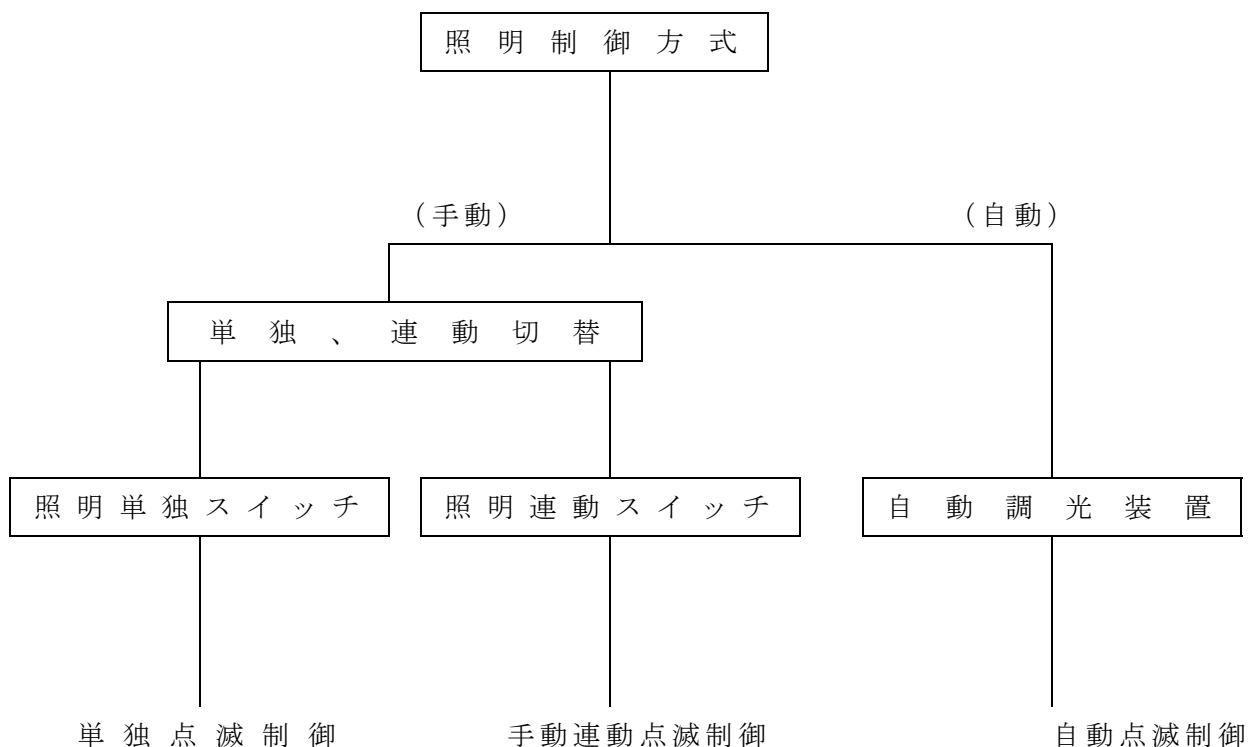 照明制御方式
(手動)
(自動)
単独、連動切替
照明単独スイッチ
照明連動スイッチ
自動調光装置
単独点滅制御
手動連動点滅制御
自動点滅制御